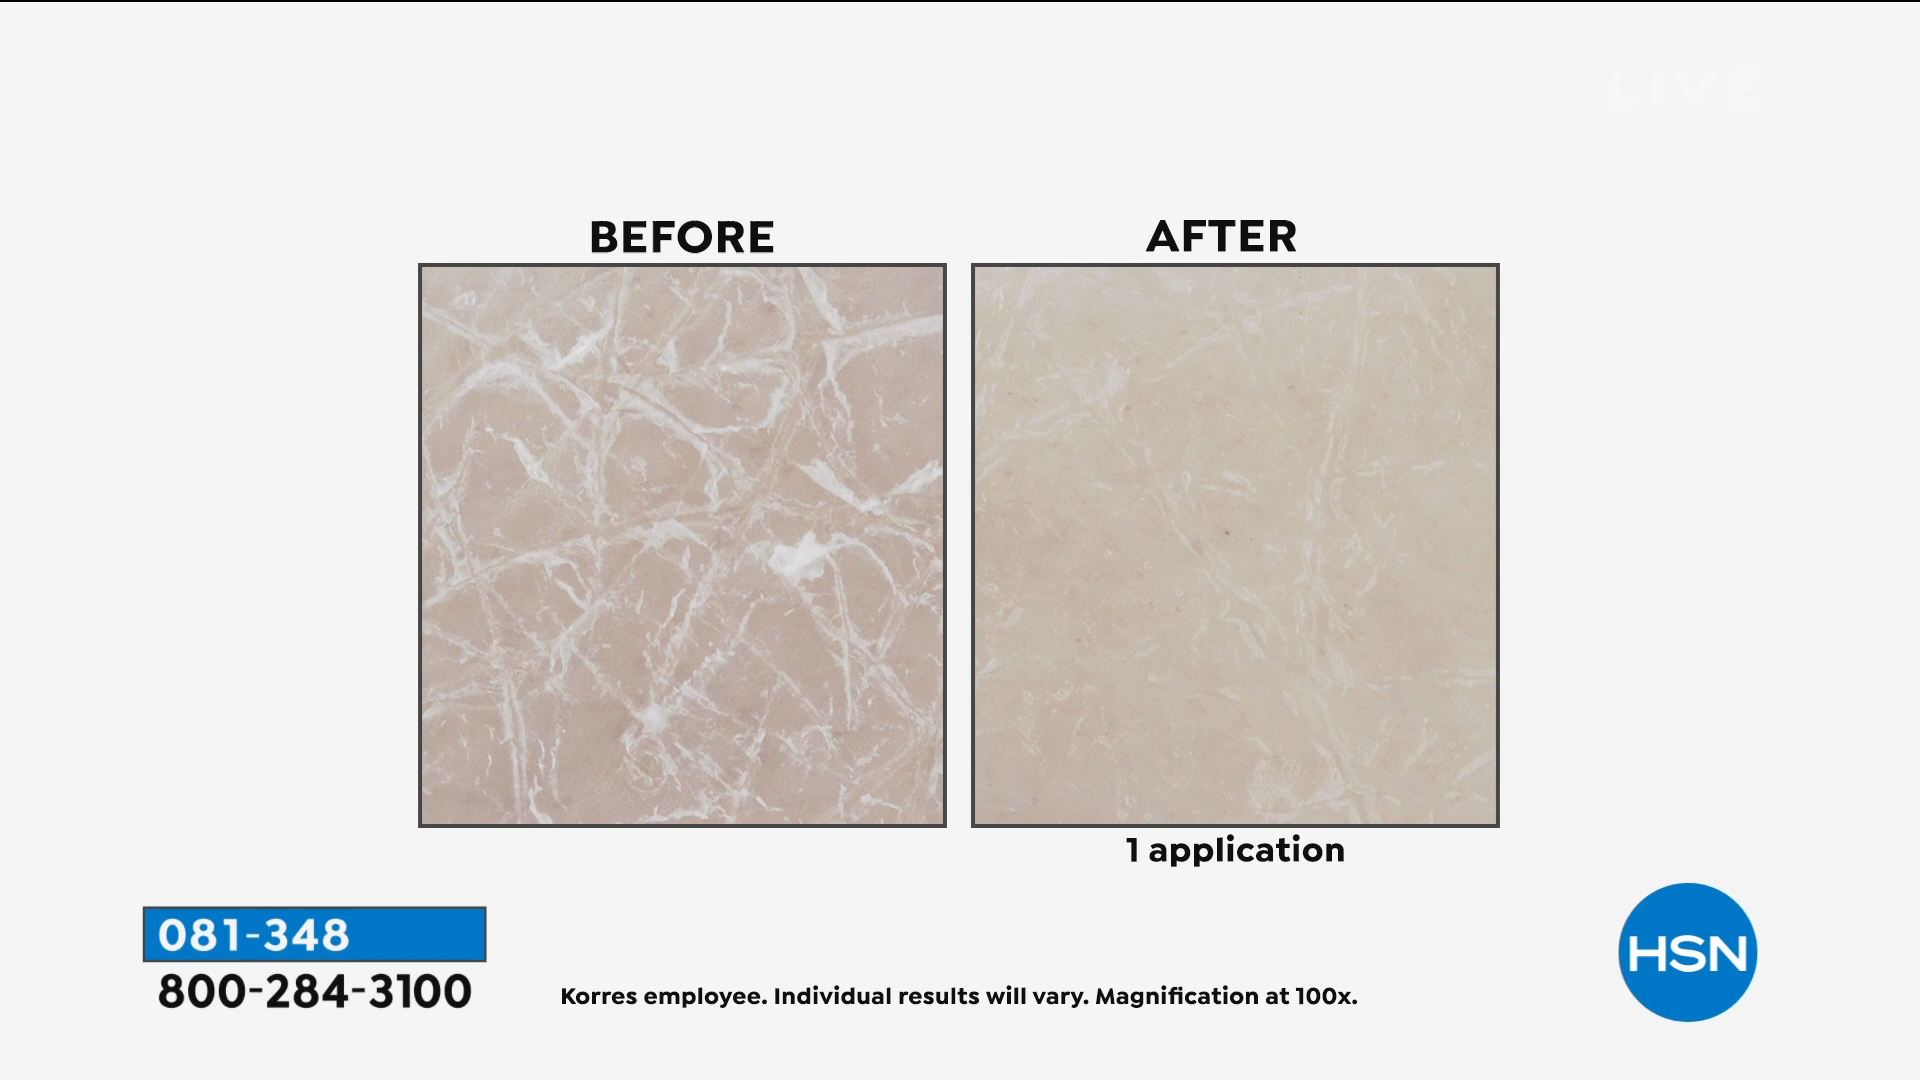 LIVE
BEFORE
AFTER
1 application
081-348
800-284-3100
Korres employee. Individual results will vary. Magnification at 100x.
HSN